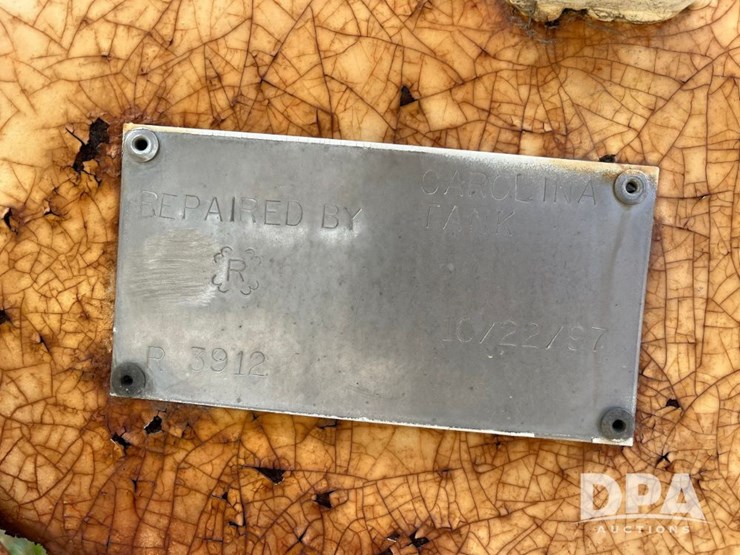 REPAIRED BY CAROLINA
TANK
R
R 3912
10/22/97
DPA
AUCTIONS